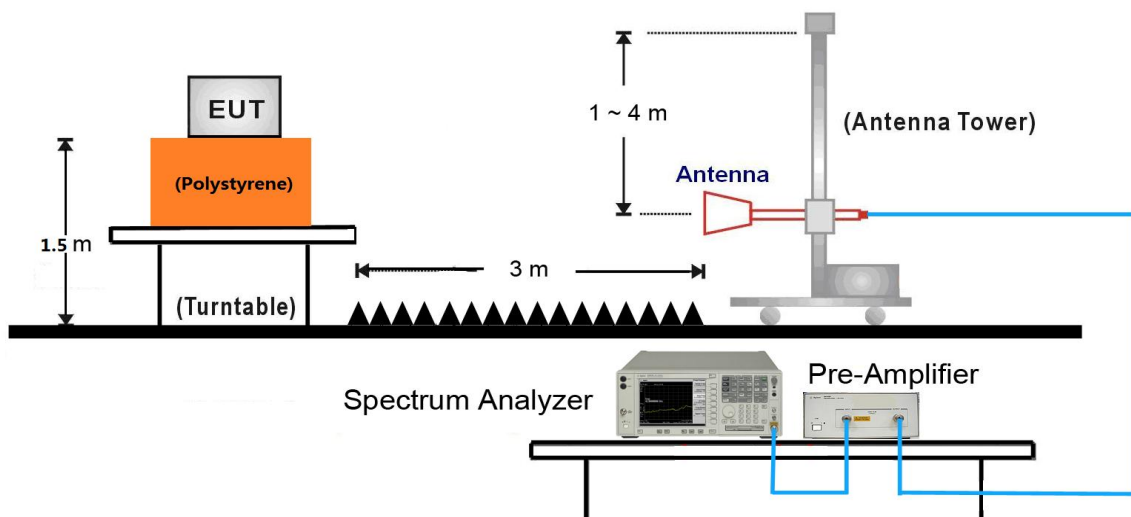 EUT
(Polystyrene)
1.5 m
(Turntable)
3 m
1 ~ 4 m
Antenna
(Antenna Tower)
Spectrum Analyzer
Pre-Amplifier